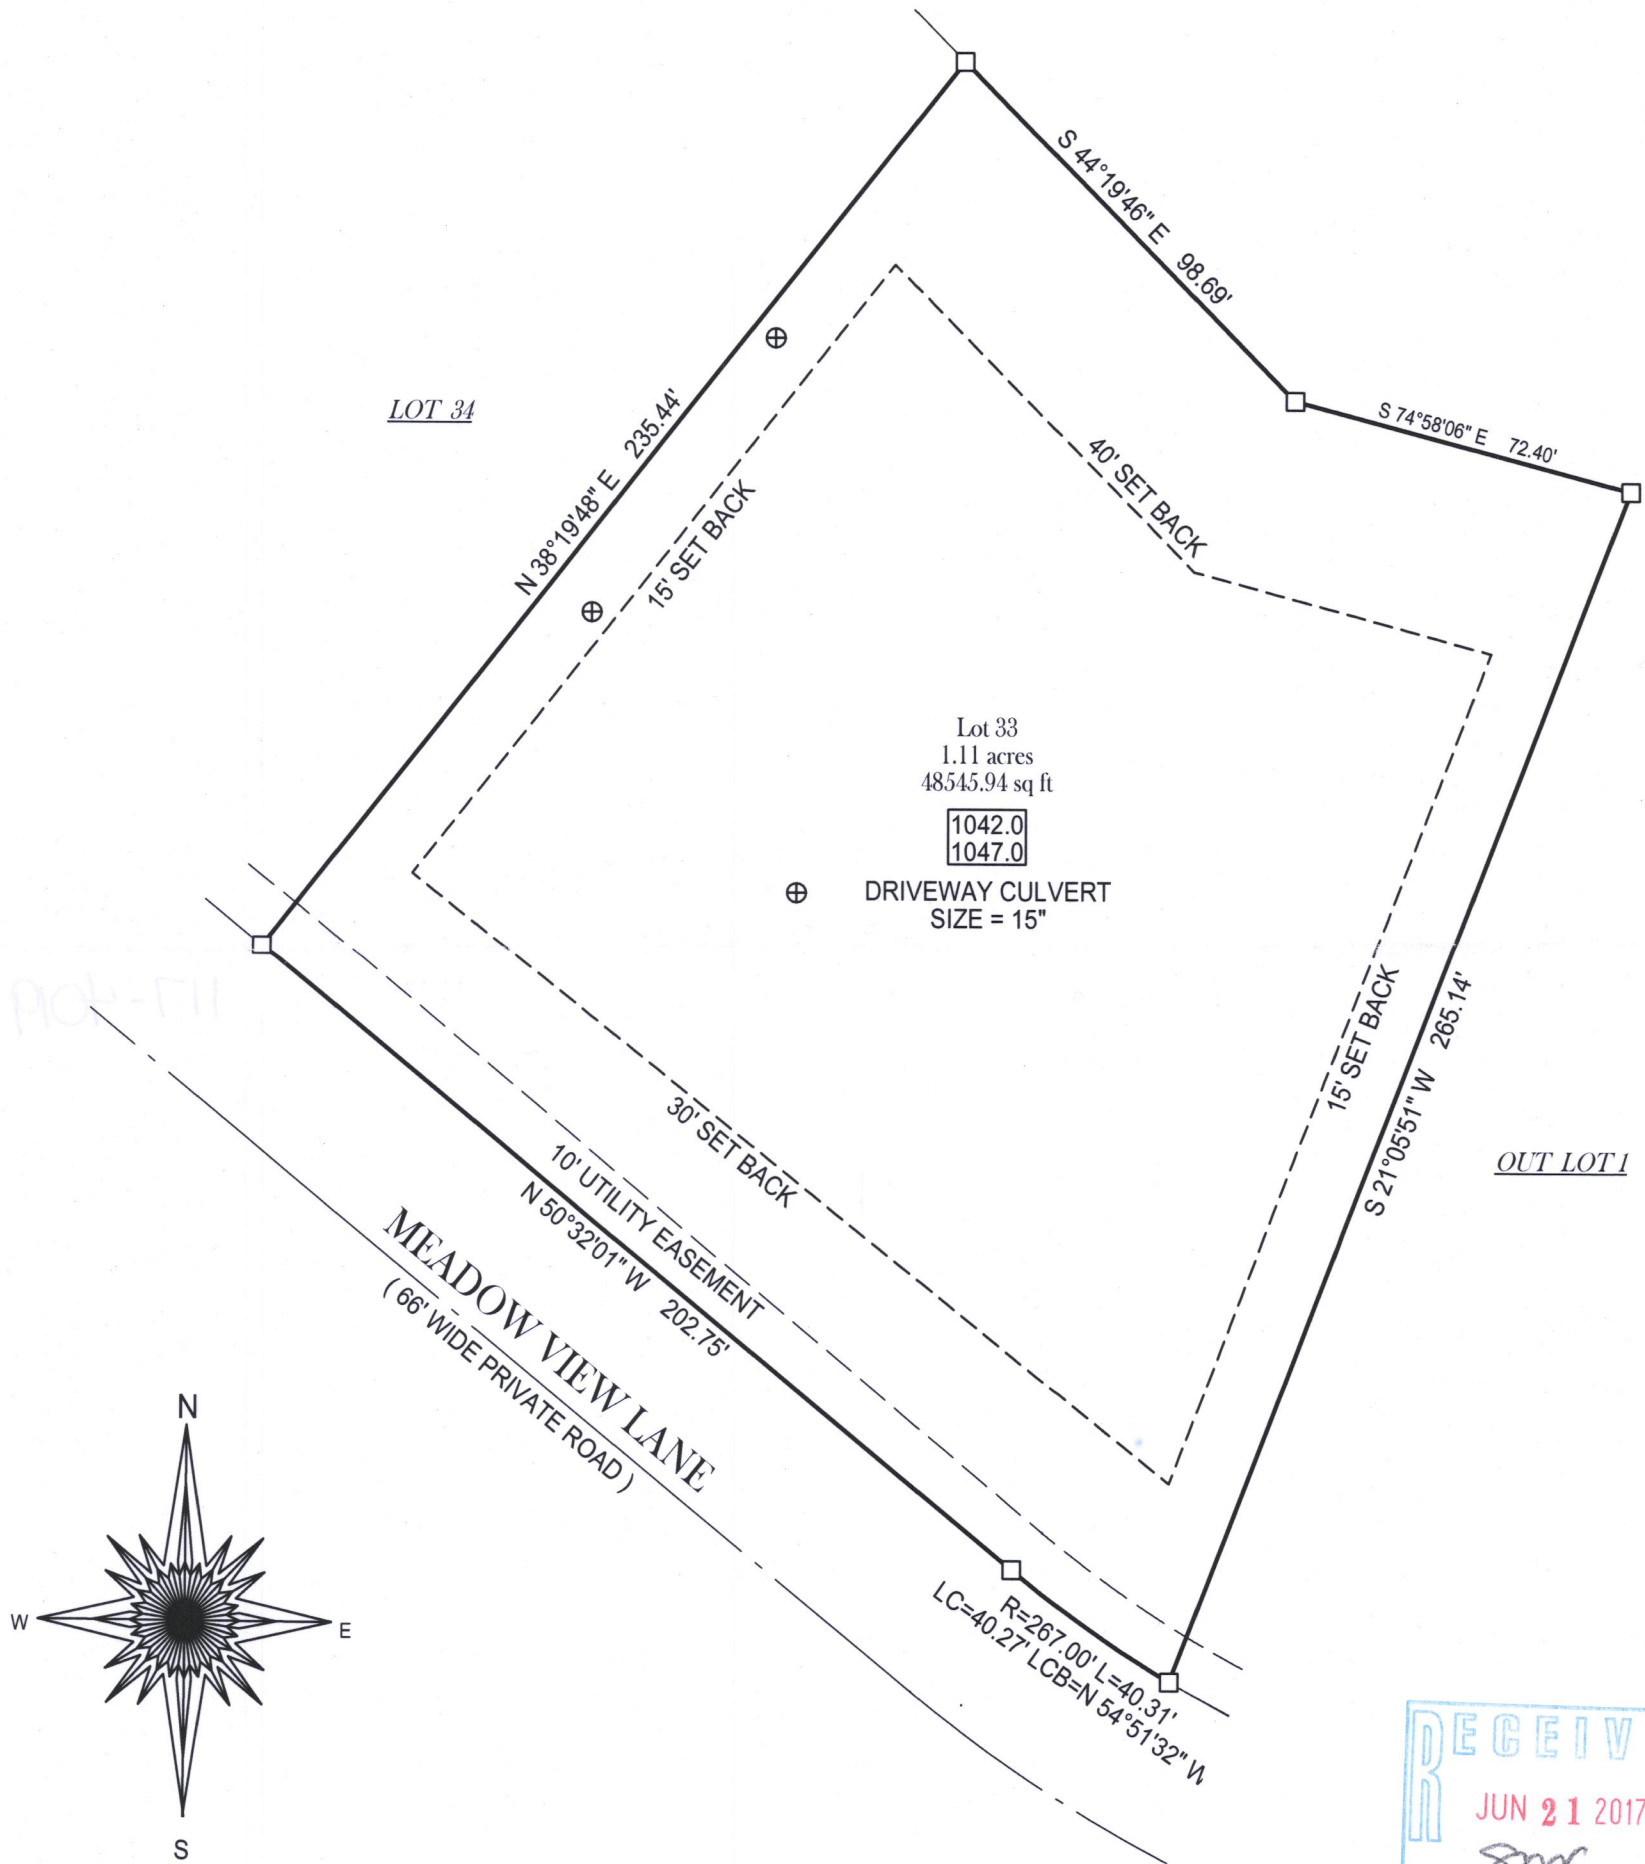 S 44°19'46" E 98.69'
S 74°58'06" E 72.40'
LOT 34
N 38°19'48" E 235.44'
15' SET BACK
40' SET BACK
Lot 33
1.11 acres
48545.94 sq ft
1042.0
1047.0
DRIVEWAY CULVERT
SIZE = 15"
15' SET BACK
S 21°05'51" W 265.14'
OUT LOT 1
30' SET BACK
10' UTILITY EASEMENT
N 50°32'01" W 202.75'
MEADOW VIEW LANE
( 66' WIDE PRIVATE ROAD )
R=267.00' L=40.31'
LC=40.27' LCB=N 54°51'32" W
N
W
E
S
RECEIV
JUN 21 2017